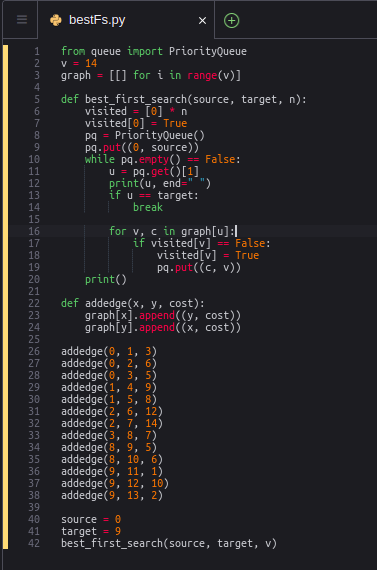 bestFs.py
1 from queue import PriorityQueue
2 v = 14
3 graph = [[] for i in range(v)]
4
5 def best_first_search(source, target, n):
6     visited = [0] * n
7     visited[0] = True
8     pq = PriorityQueue()
9     pq.put((0, source))
10     while pq.empty() == False:
11         u = pq.get()[1]
12         print(u, end=" ")
13         if u == target:
14             break
15
16         for v, c in graph[u]:
17             if visited[v] == False:
18                 visited[v] = True
19                 pq.put((c, v))
20     print()
21
22 def addedge(x, y, cost):
23     graph[x].append((y, cost))
24     graph[y].append((x, cost))
25
26 addedge(0, 1, 3)
27 addedge(0, 2, 6)
28 addedge(0, 3, 5)
29 addedge(1, 4, 9)
30 addedge(1, 5, 8)
31 addedge(2, 6, 12)
32 addedge(2, 7, 14)
33 addedge(3, 8, 7)
34 addedge(8, 9, 5)
35 addedge(8, 10, 6)
36 addedge(9, 11, 1)
37 addedge(9, 12, 10)
38 addedge(9, 13, 2)
39
40 source = 0
41 target = 9
42 best_first_search(source, target, v)